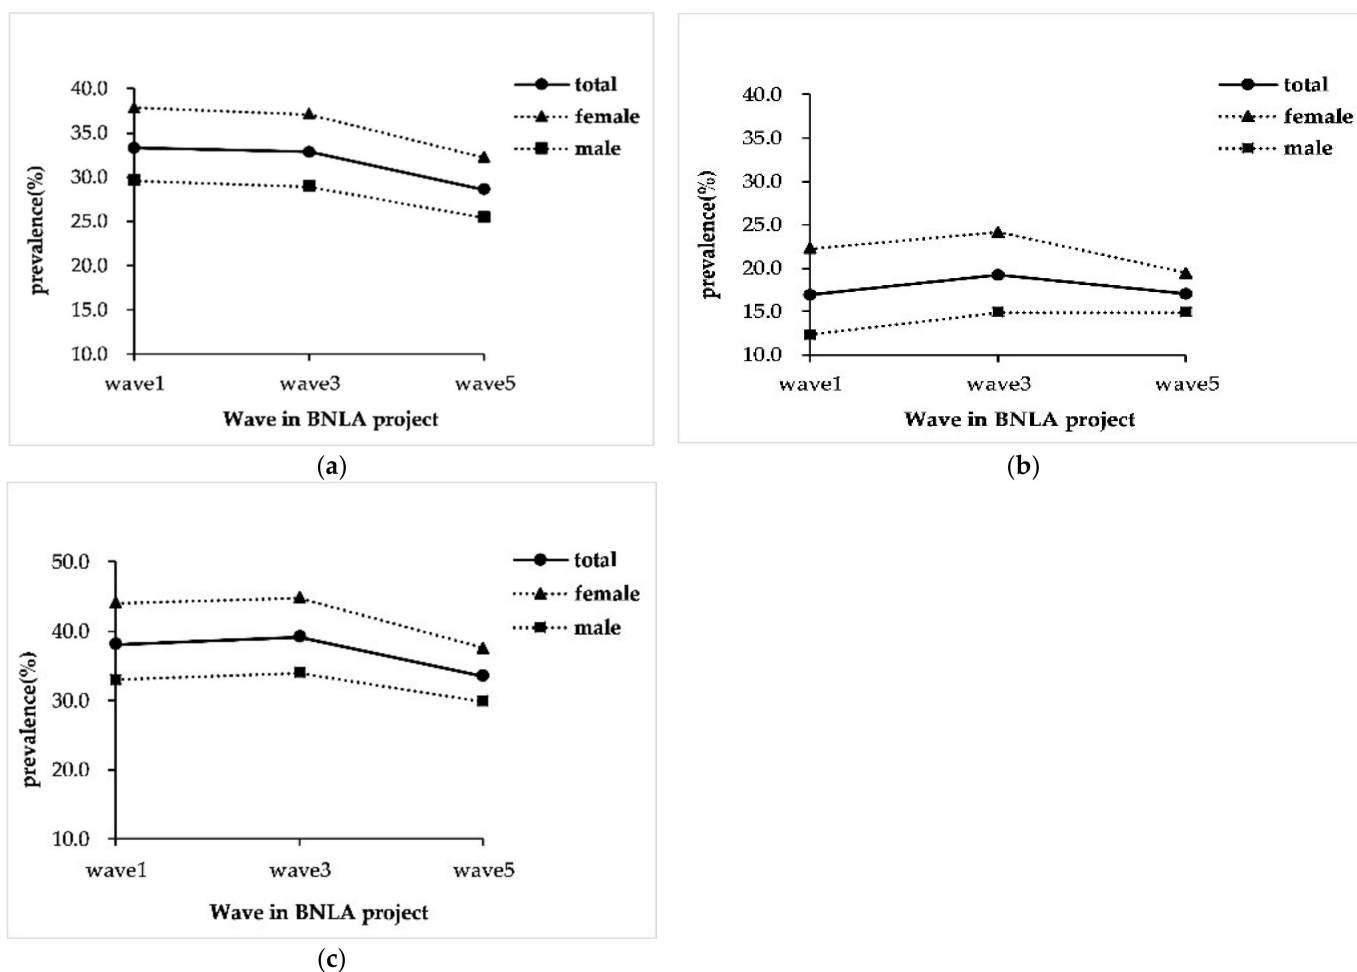 total
female
male
prevalence(%)
40.0
35.0
30.0
25.0
20.0
15.0
10.0
wave1 wave3 wave5
Wave in BNLA project
(a)
total
female
male
prevalence(%)
40.0
35.0
30.0
25.0
20.0
15.0
10.0
wave1 wave3 wave5
Wave in BNLA project
(b)
total
female
male
prevalence(%)
50.0
40.0
30.0
20.0
10.0
wave1 wave3 wave5
Wave in BNLA project
(c)